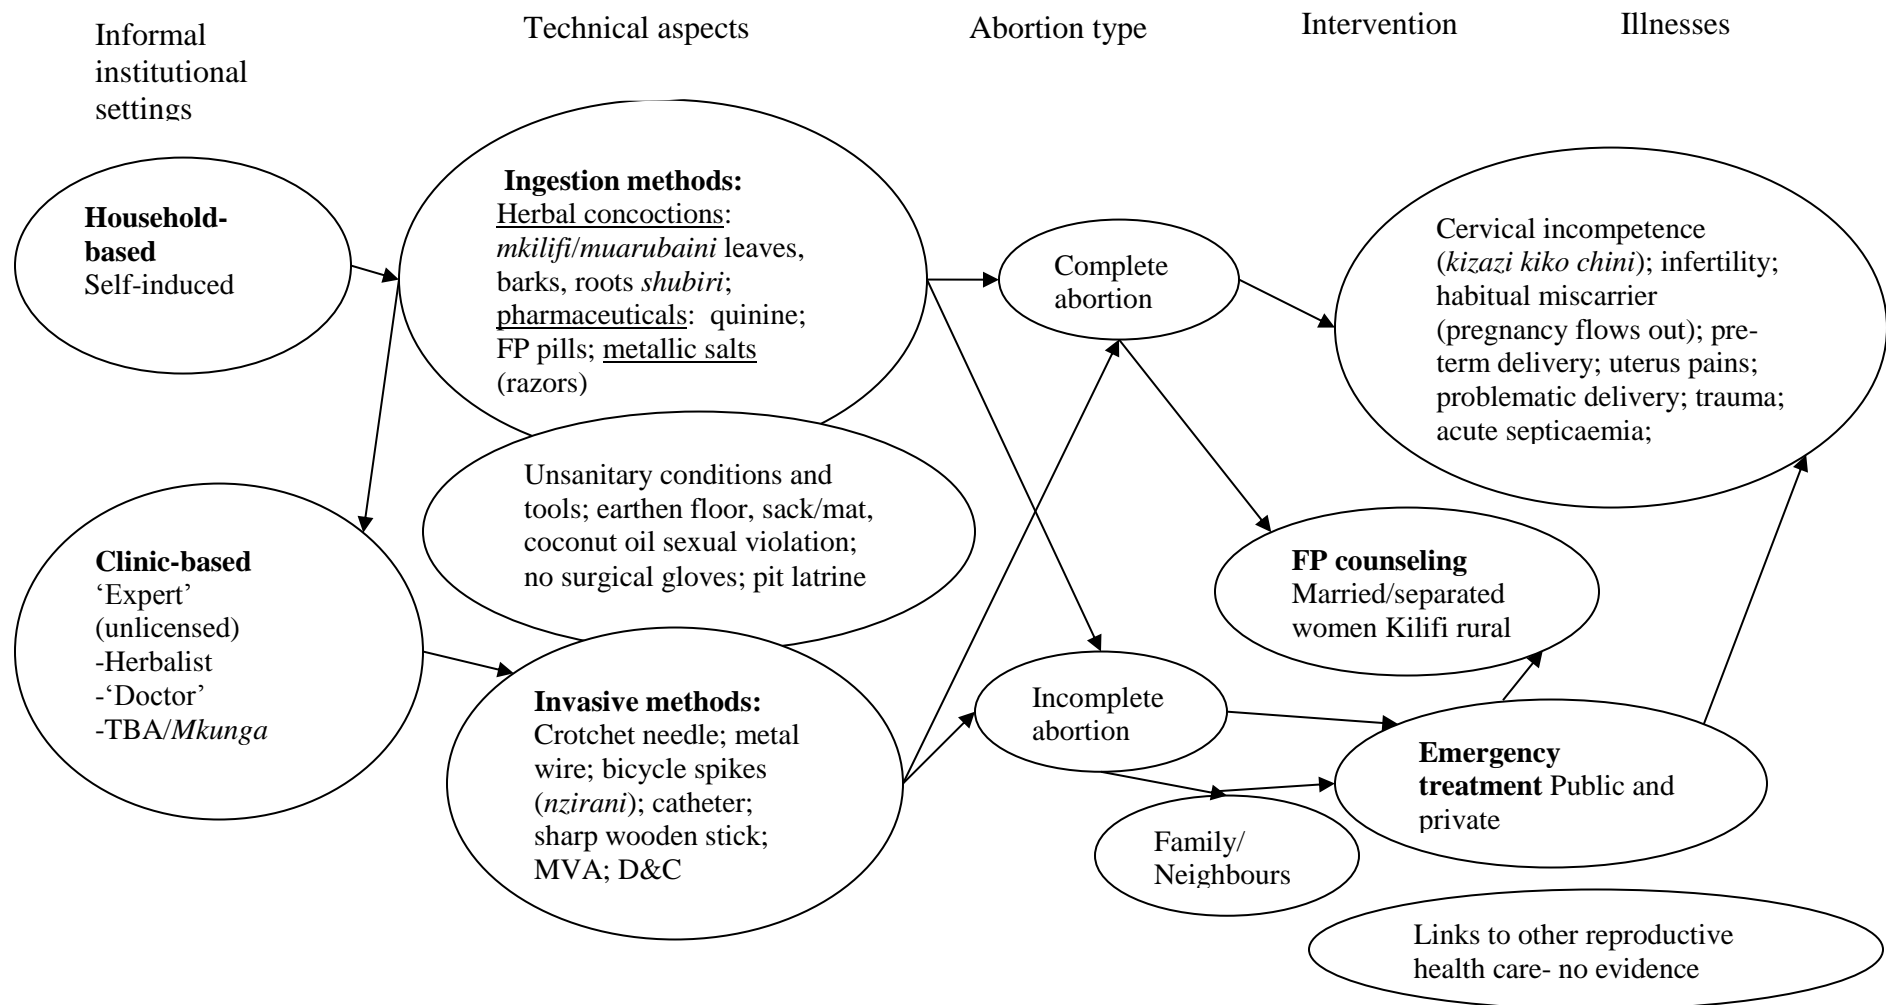 Informal
institutional
settings
Technical aspects
Abortion type
Intervention
Illnesses
Household-
based
Self-induced
Ingestion methods:
Herbal concoctions:
mkilifi/muarubaini leaves,
barks, roots shubiri;
pharmaceuticals: quinine;
FP pills; metallic salts
(razors)
Complete
abortion
Cervical incompetence
(kizazi kiko chini); infertility;
habitual miscarrier
(pregnancy flows out); pre-
term delivery; uterus pains;
problematic delivery; trauma;
acute septicaemia;
Unsanitary conditions and
tools; earthen floor, sack/mat,
coconut oil sexual violation;
no surgical gloves; pit latrine
Clinic-based
‘Expert’
(unlicensed)
-Herbalist
-‘Doctor’
-TBA/Mkunga
FP counseling
Married/separated
women Kilifi rural
Invasive methods:
Crotchet needle; metal
wire; bicycle spikes
(nzirani); catheter;
sharp wooden stick;
MVA; D&C
Incomplete
abortion
Emergency
treatment Public and
private
Family/
Neighbours
Links to other reproductive
health care- no evidence